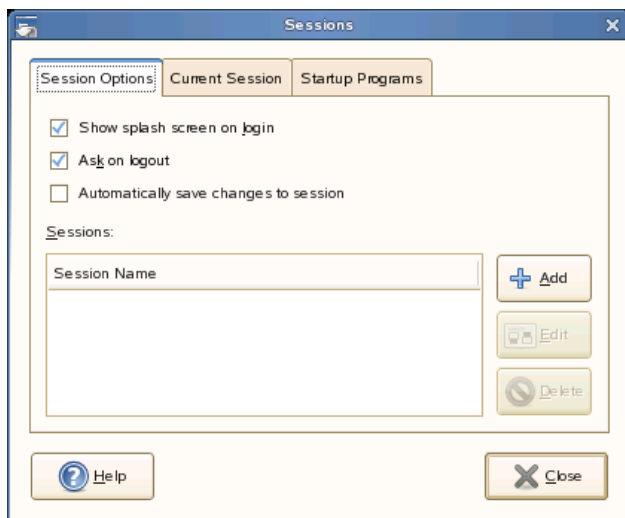 Sessions
Session Options Current Session Startup Programs
Show splash screen on login
Ask on logout
Automatically save changes to session
Sessions:
Session Name
Add
Edit
Delete
Help
Close